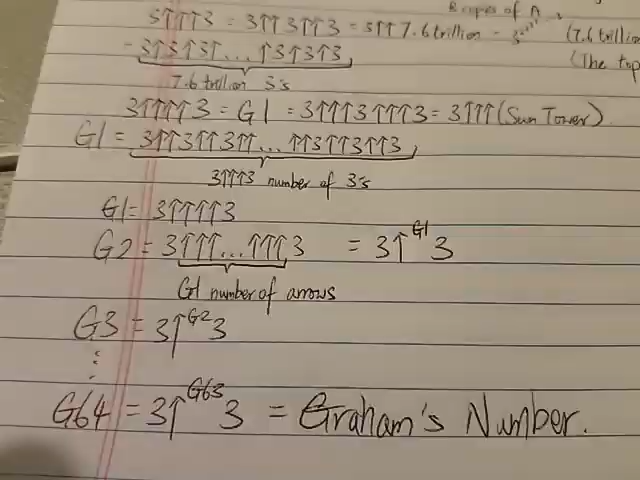 3↑↑↑3 = 3↑↑3↑↑3 = 3↑↑7.6trillion = (7.6 trillion
= 3↑3↑3↑...↑3↑3↑3 (The top
7.6 trillion 3's
3↑↑↑↑3 = G1 = 3↑↑↑3↑↑↑3 = 3↑↑↑(Sun Tower)
G1 = 3↑↑3↑↑3↑↑...↑↑3↑↑3↑↑3
3↑↑↑3 number of 3's
G1 = 3↑↑↑↑3
G2 = 3↑↑↑...↑↑↑3 = 3↑^G1 3
G1 number of arrows
G3 = 3↑^G2 3
⋮
G64 = 3↑^G63 3 = Graham's Number.